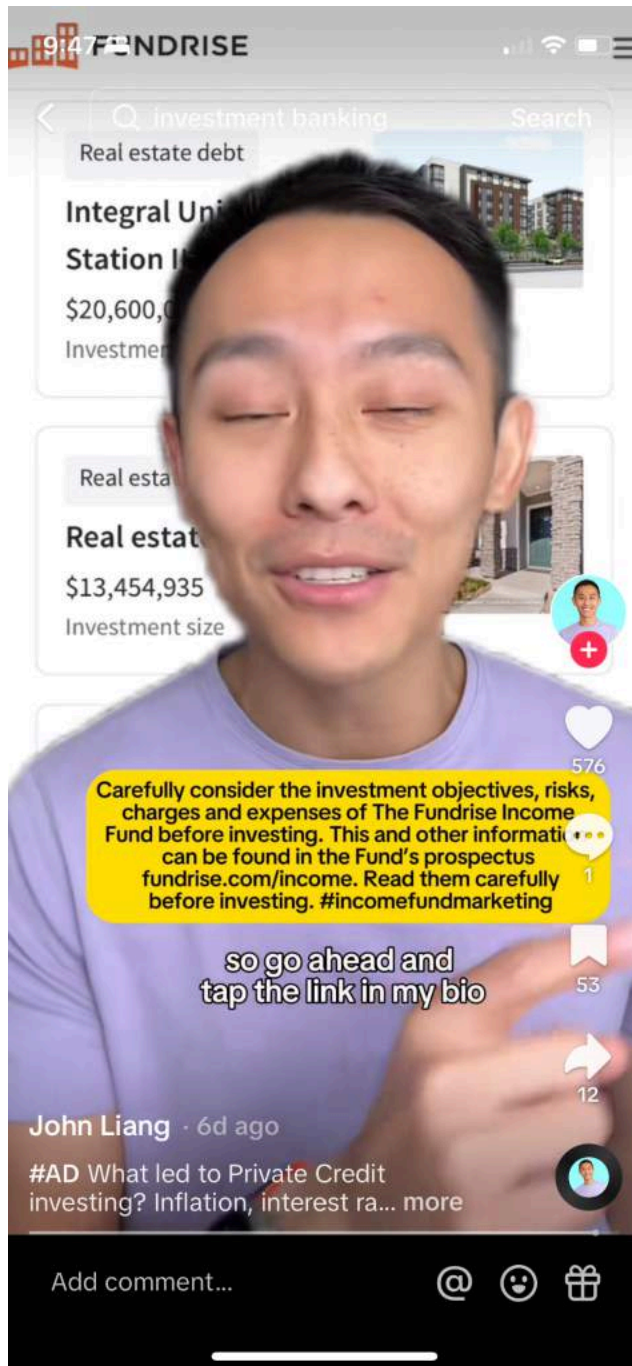 9:47
FUNDRISE
investment banking
Search
Real estate debt
Integral Uni
Station I
$20,600,0
Investmen
Real esta
Real estat
$13,454,935
Investment size
576
Carefully consider the investment objectives, risks,
charges and expenses of The Fundrise Income
Fund before investing. This and other informatio
can be found in the Fund's prospectus
fundrise.com/income. Read them carefully
before investing. #incomefundmarketing
1
so go ahead and
tap the link in my bio
53
12
John Liang · 6d ago
#AD What led to Private Credit
investing? Inflation, interest ra... more
Add comment...